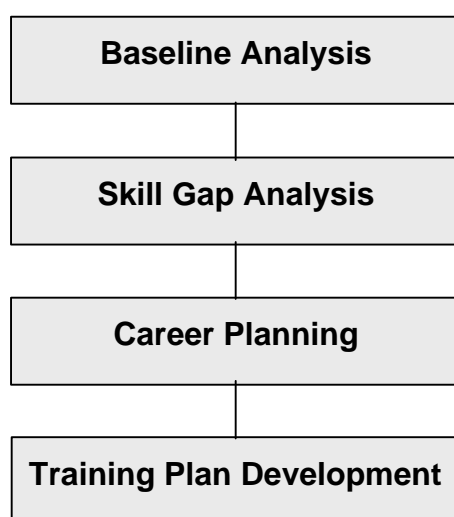 Baseline Analysis
Skill Gap Analysis
Career Planning
Training Plan Development